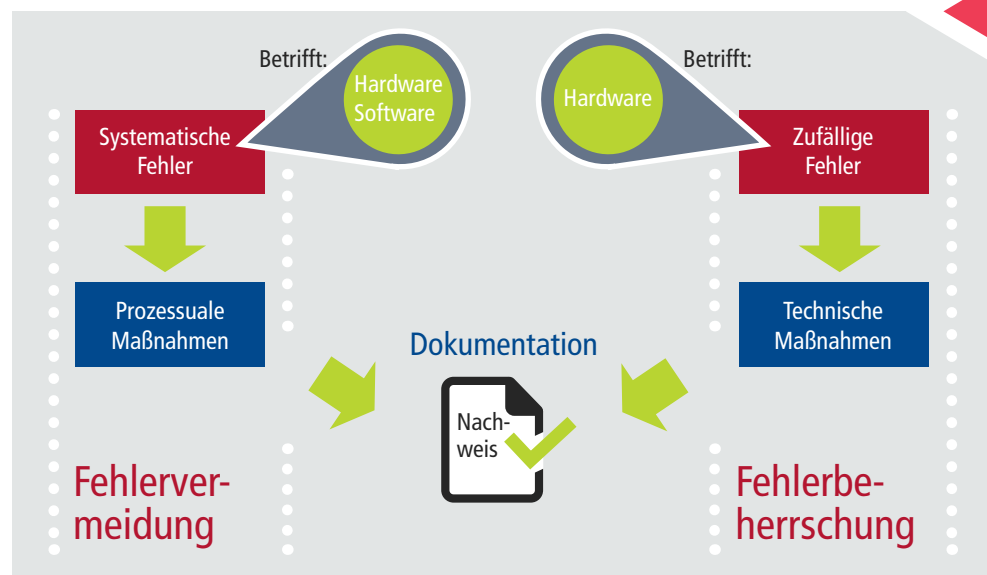 Betrifft:
Hardware
Software
Systematische
Fehler
Prozessuale
Maßnahmen
Fehlerver-
meidung
Dokumentation
Nach-
weis
Betrifft:
Hardware
Zufällige
Fehler
Technische
Maßnahmen
Fehlerbe-
herrschung